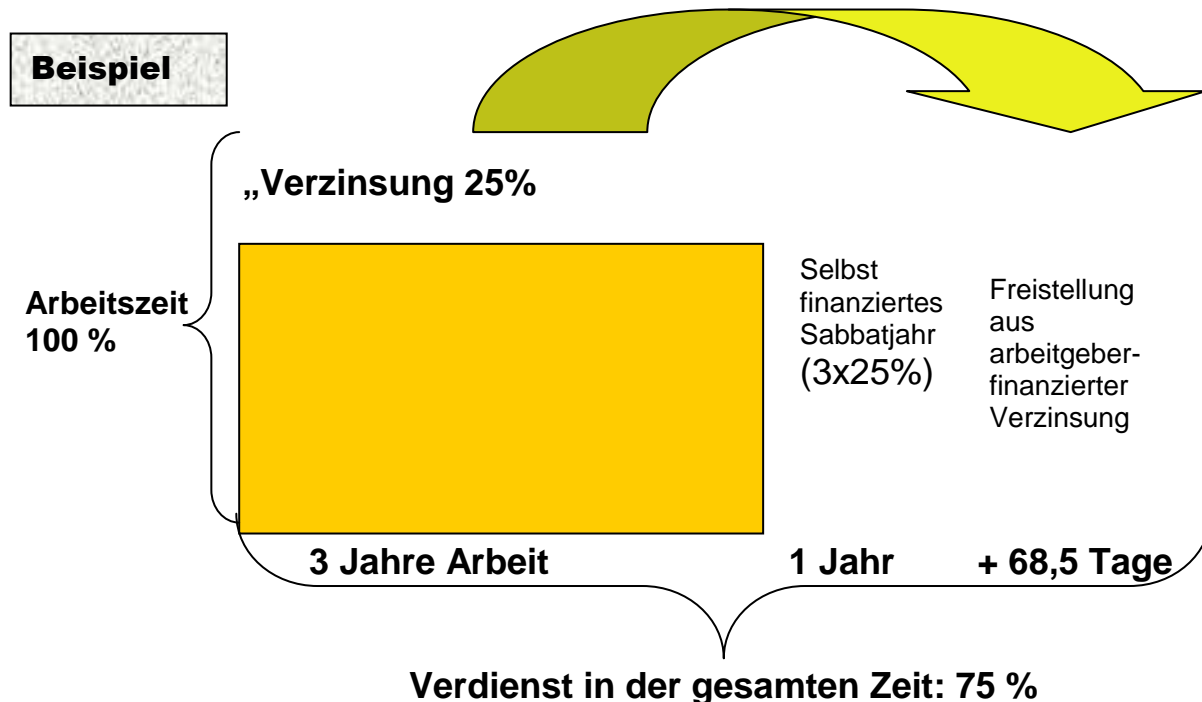 Beispiel
„Verzinsung 25%
Arbeitszeit
100 %
Selbst
finanziertes
Sabbatjahr
(3x25%)
Freistellung
aus
arbeitgeber-
finanzierter
Verzinsung
3 Jahre Arbeit
1 Jahr
+ 68,5 Tage
Verdienst in der gesamten Zeit: 75 %